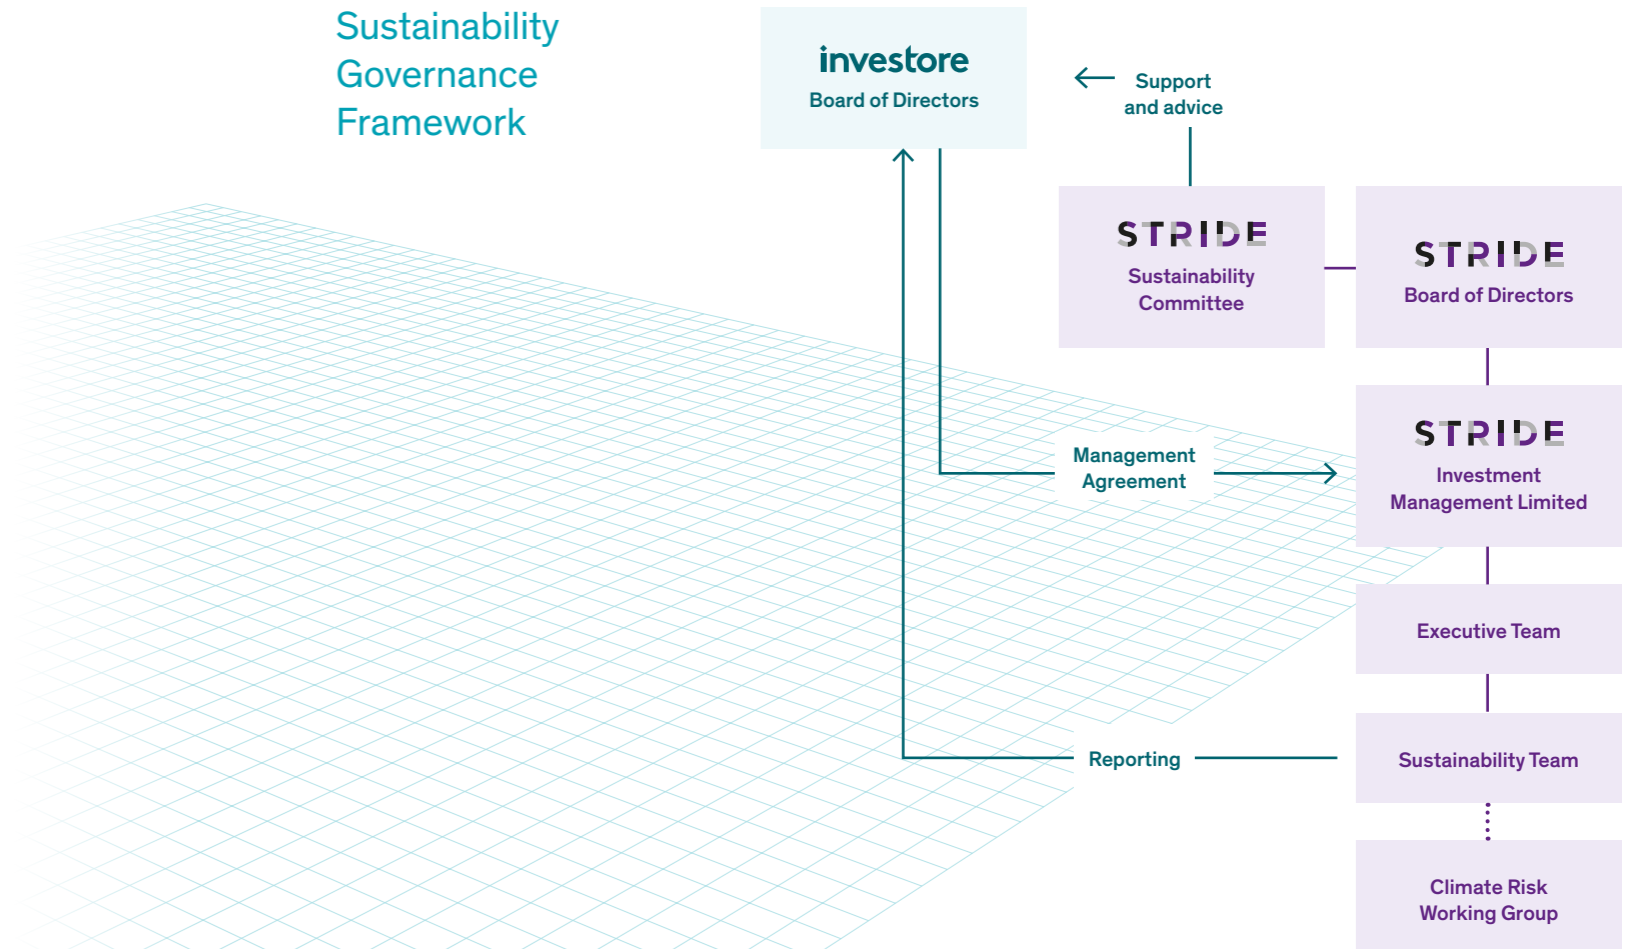 Sustainability
Governance
Framework
investore
Board of Directors
Support
and advice
STRIDE
Sustainability
Committee
STRIDE
Board of Directors
STRIDE
Investment
Management Limited
Management
Agreement
Executive Team
Reporting
Sustainability Team
Climate Risk
Working Group